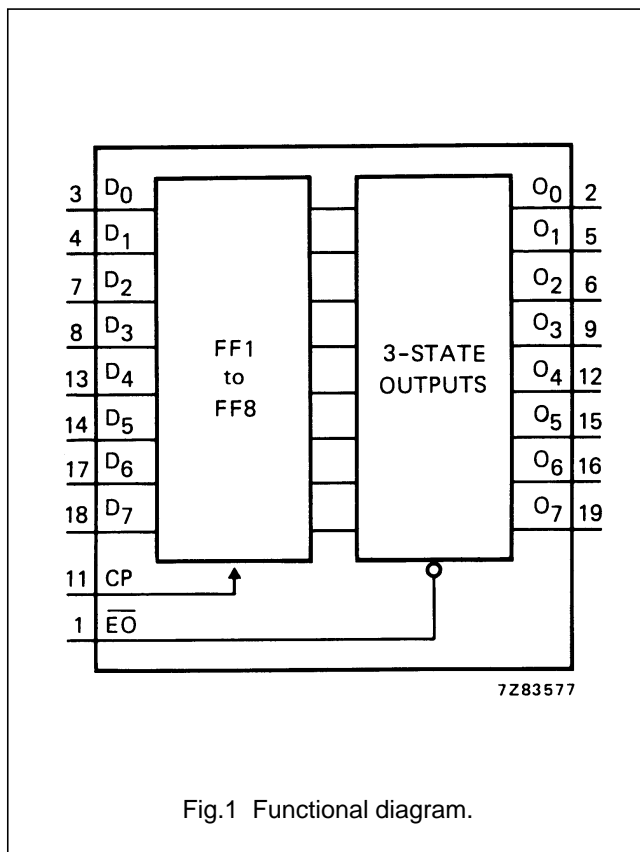 3 D0 O0 2
4 D1 O1 5
7 D2 O2 6
8 D3 O3 9
13 D4 O4 12
14 D5 O5 15
17 D6 O6 16
18 D7 O7 19
FF1
to
FF8
3-STATE
OUTPUTS
11 CP
1 E̅O̅
7Z83577
Fig.1 Functional diagram.